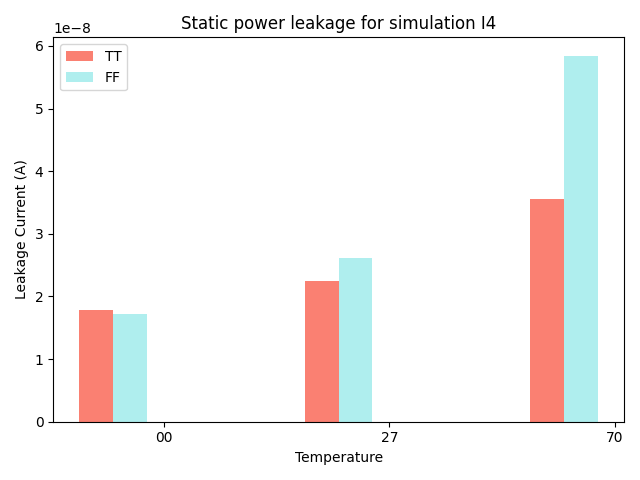 Static power leakage for simulation I4
1e−8
TT
FF
6
5
4
3
2
1
0
Leakage Current (A)
00
27
70
Temperature